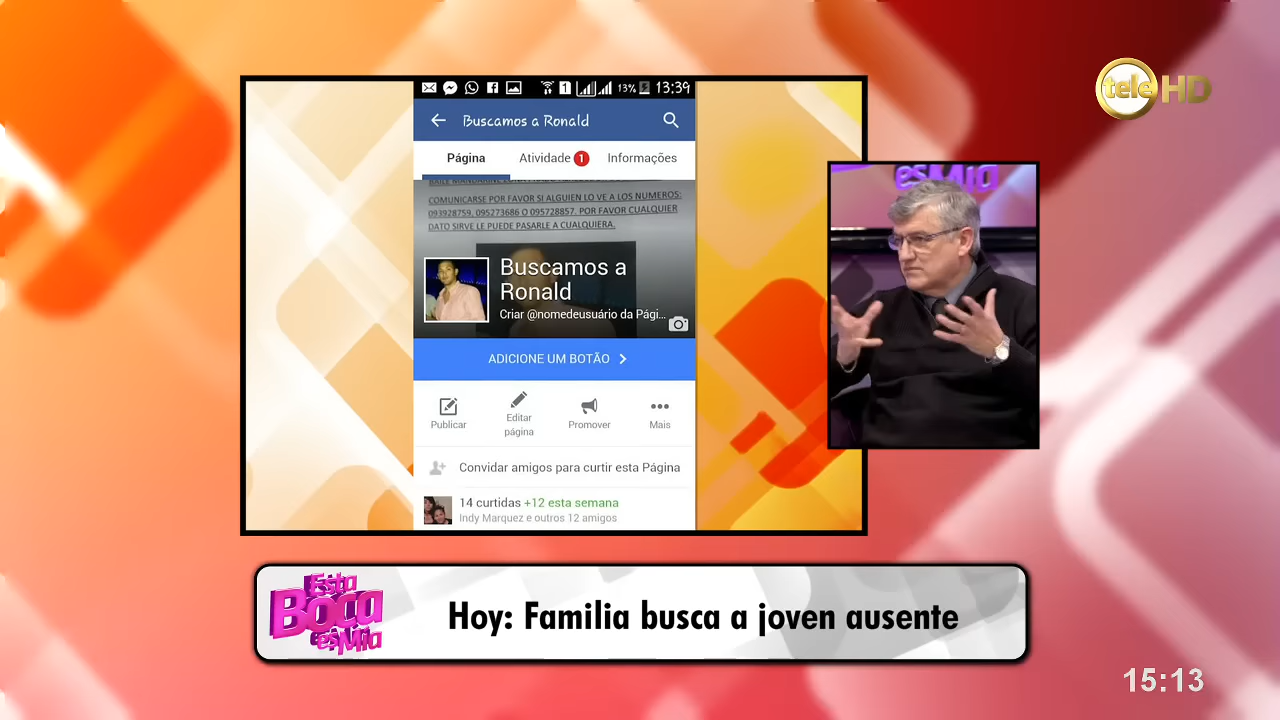 tele HD
13% 13:39
Buscamos a Ronald
Página Atividade 1 Informações
COMUNICARSE POR FAVOR SI ALGUIEN LO VE A LOS NUMEROS:
093928759, 095273686 O 095728857. POR FAVOR CUALQUIER
DATO SIRVE LE PUEDE PASARLE A CUALQUIERA.
Buscamos a
Ronald
Criar @nomedeusuário da Pági...
ADICIONE UM BOTÃO
Publicar
Editar
página
Promover
Mais
Convidar amigos para curtir esta Página
14 curtidas +12 esta semana
Indy Marquez e outros 12 amigos
esMía
Esta
Boca
esMía
Hoy: Familia busca a joven ausente
15:13